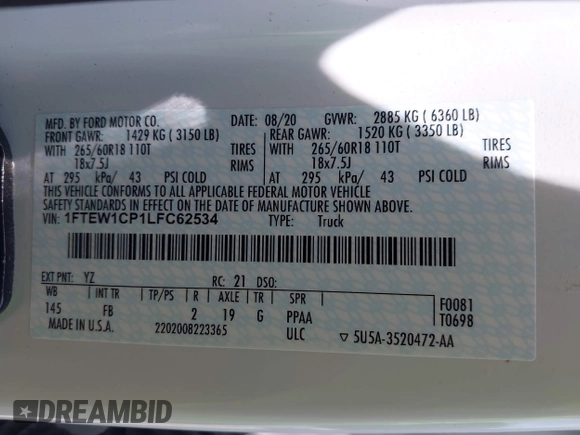 MFD. BY FORD MOTOR CO. DATE: 08/20 GVWR: 2885 KG ( 6360 LB)
FRONT GAWR: 1429 KG ( 3150 LB) REAR GAWR: 1520 KG ( 3350 LB)
WITH 265/60R18 110T TIRES WITH 265/60R18 110T TIRES
18x7.5J RIMS 18x7.5J RIMS
AT 295 kPa/ 43 PSI COLD AT 295 kPa/ 43 PSI COLD
THIS VEHICLE CONFORMS TO ALL APPLICABLE FEDERAL MOTOR VEHICLE
SAFETY STANDARDS IN EFFECT ON THE DATE OF MANUFACTURE SHOWN ABOVE.
VIN: 1FTEW1CP1LFC62534 TYPE: Truck
EXT PNT: YZ RC: 21 DSO:
WB INT TR TP/PS R AXLE TR SPR F0081
145 FB 2 19 G PPAA T0698
MADE IN U.S.A. 2202008223365 ULC ▽ 5U5A-3520472-AA
DREAMBID